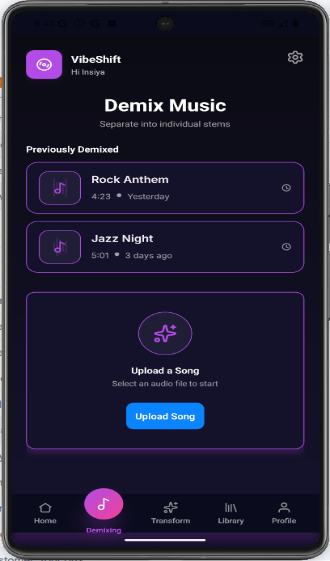 VibeShift
Hi Insiya
Demix Music
Separate into individual stems
Previously Demixed
Rock Anthem
4:23 • Yesterday
Jazz Night
5:01 • 3 days ago
Upload a Song
Select an audio file to start
Upload Song
Home
Demixing
Transform
Library
Profile